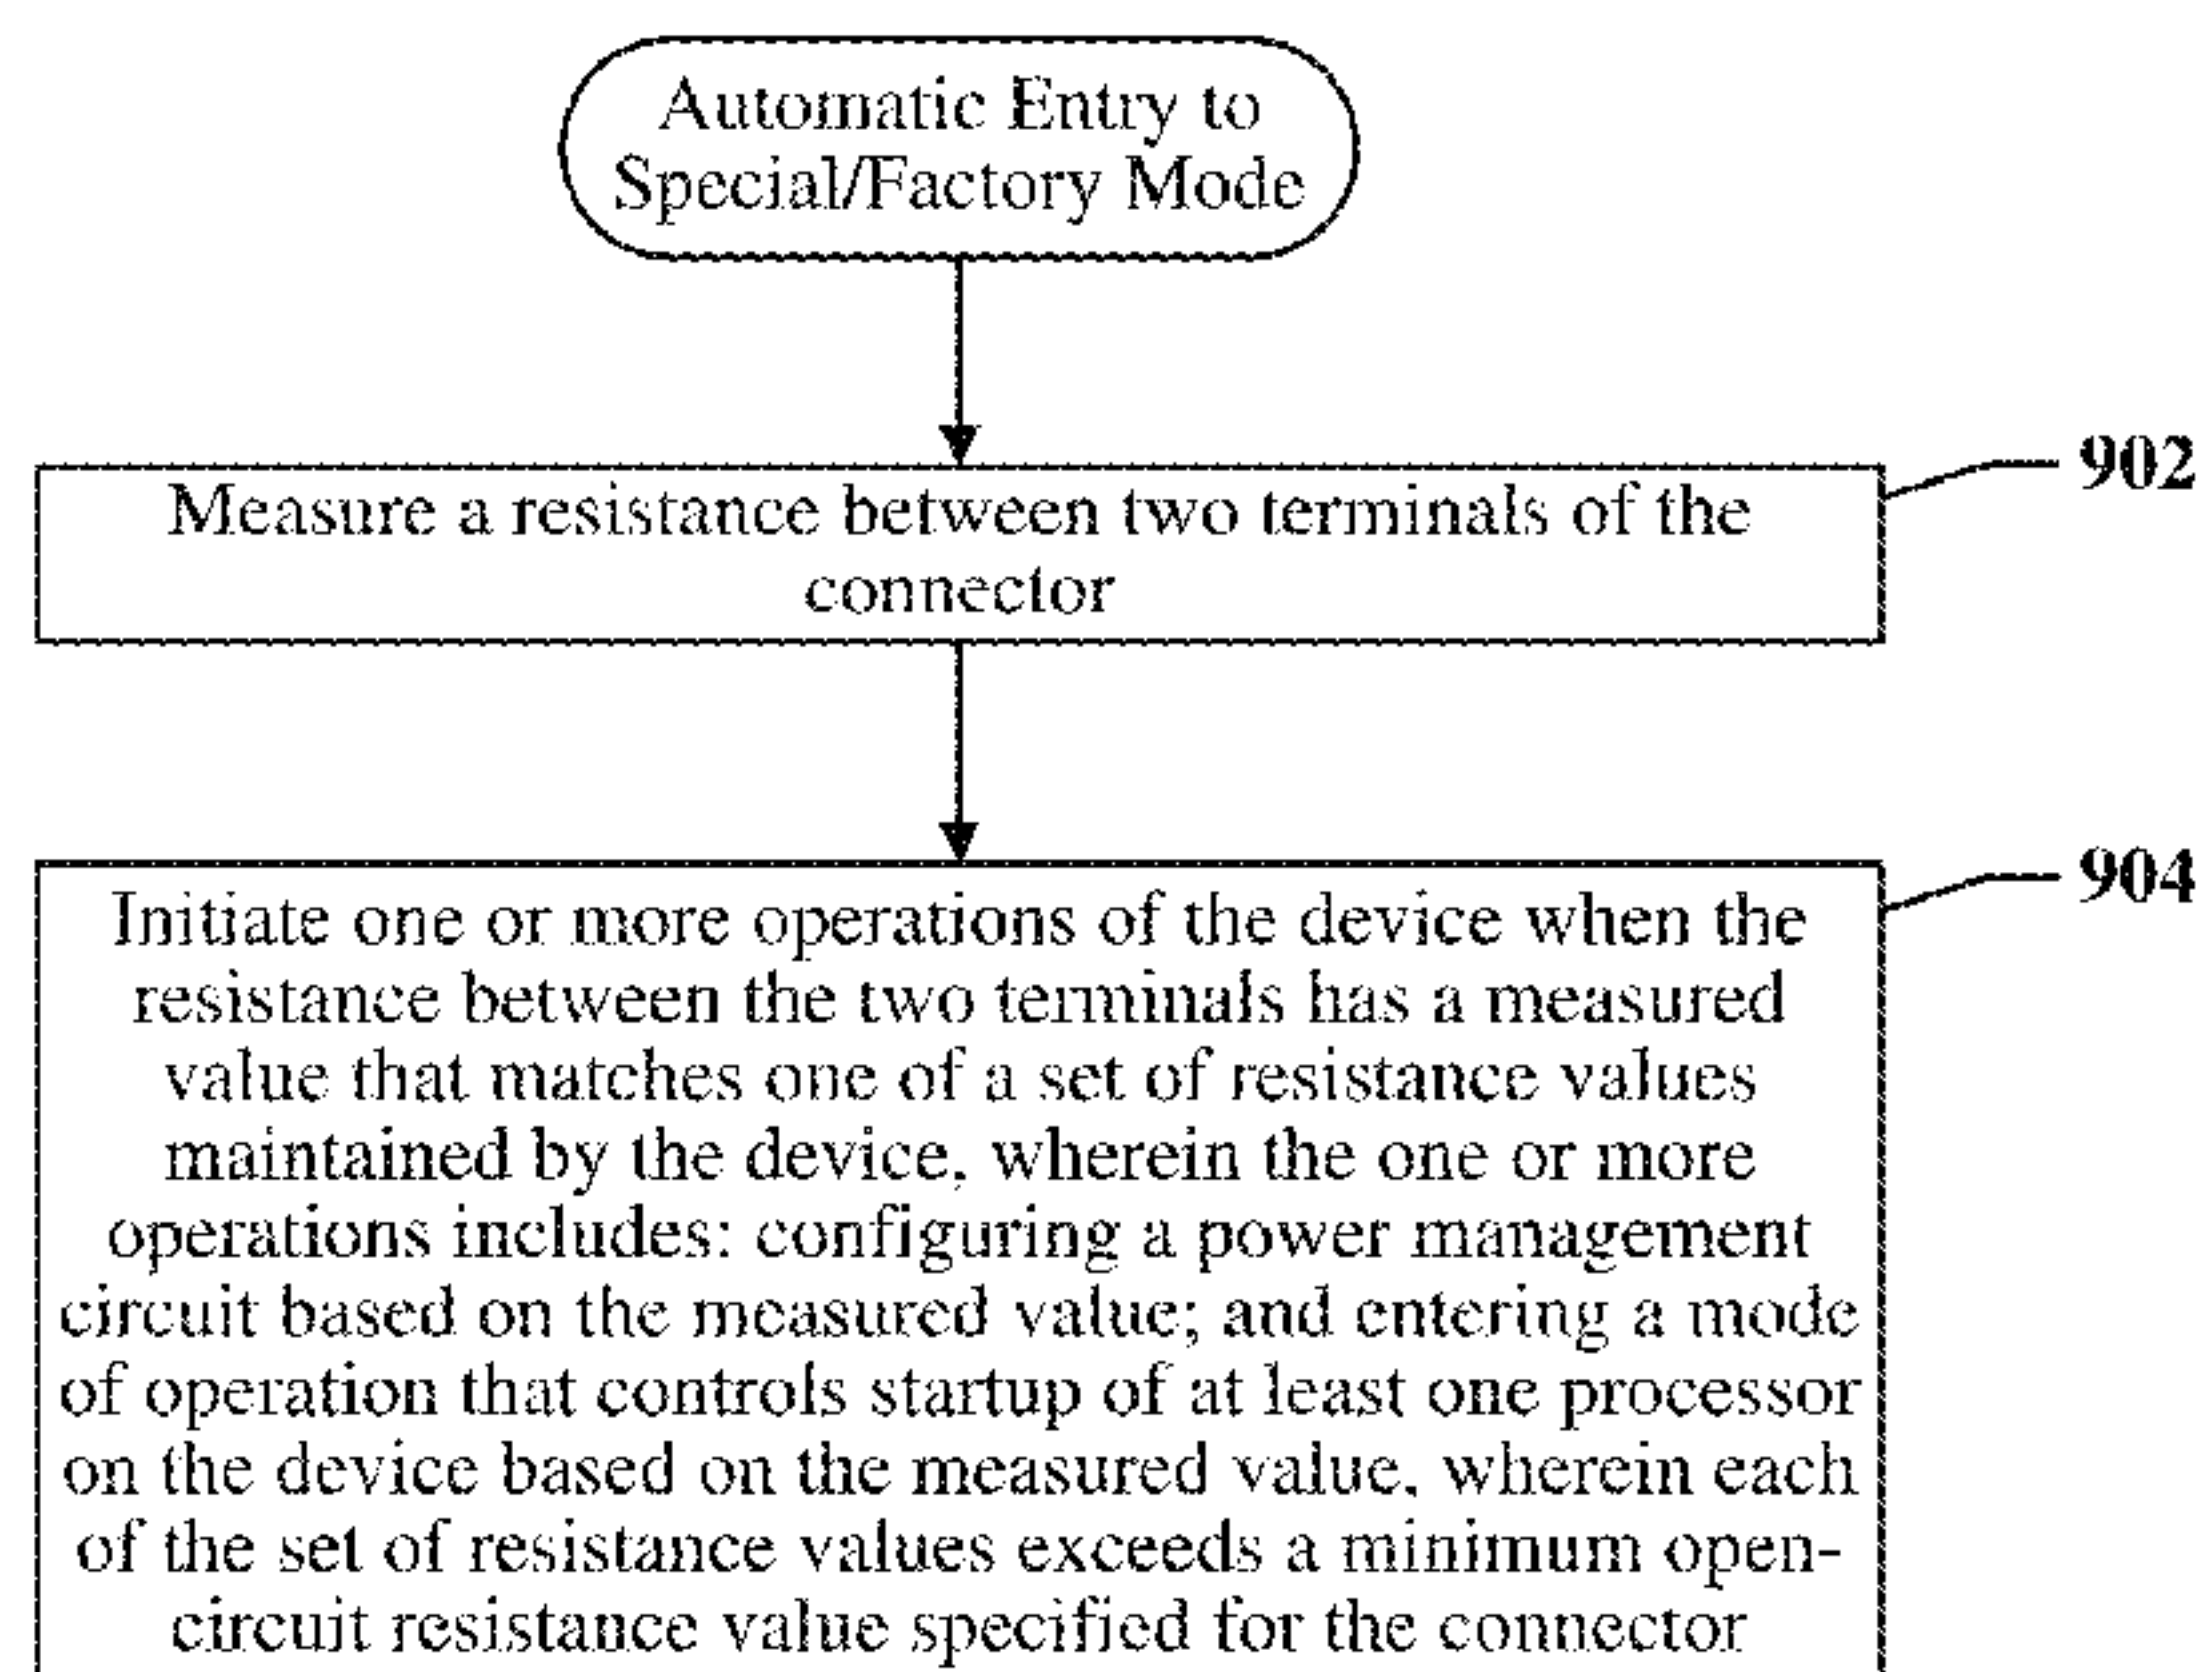 Automatic Entry to
Special/Factory Mode
902
Measure a resistance between two terminals of the
connector
904
Initiate one or more operations of the device when the
resistance between the two terminals has a measured
value that matches one of a set of resistance values
maintained by the device, wherein the one or more
operations includes: configuring a power management
circuit based on the measured value; and entering a mode
of operation that controls startup of at least one processor
on the device based on the measured value, wherein each
of the set of resistance values exceeds a minimum open-
circuit resistance value specified for the connector